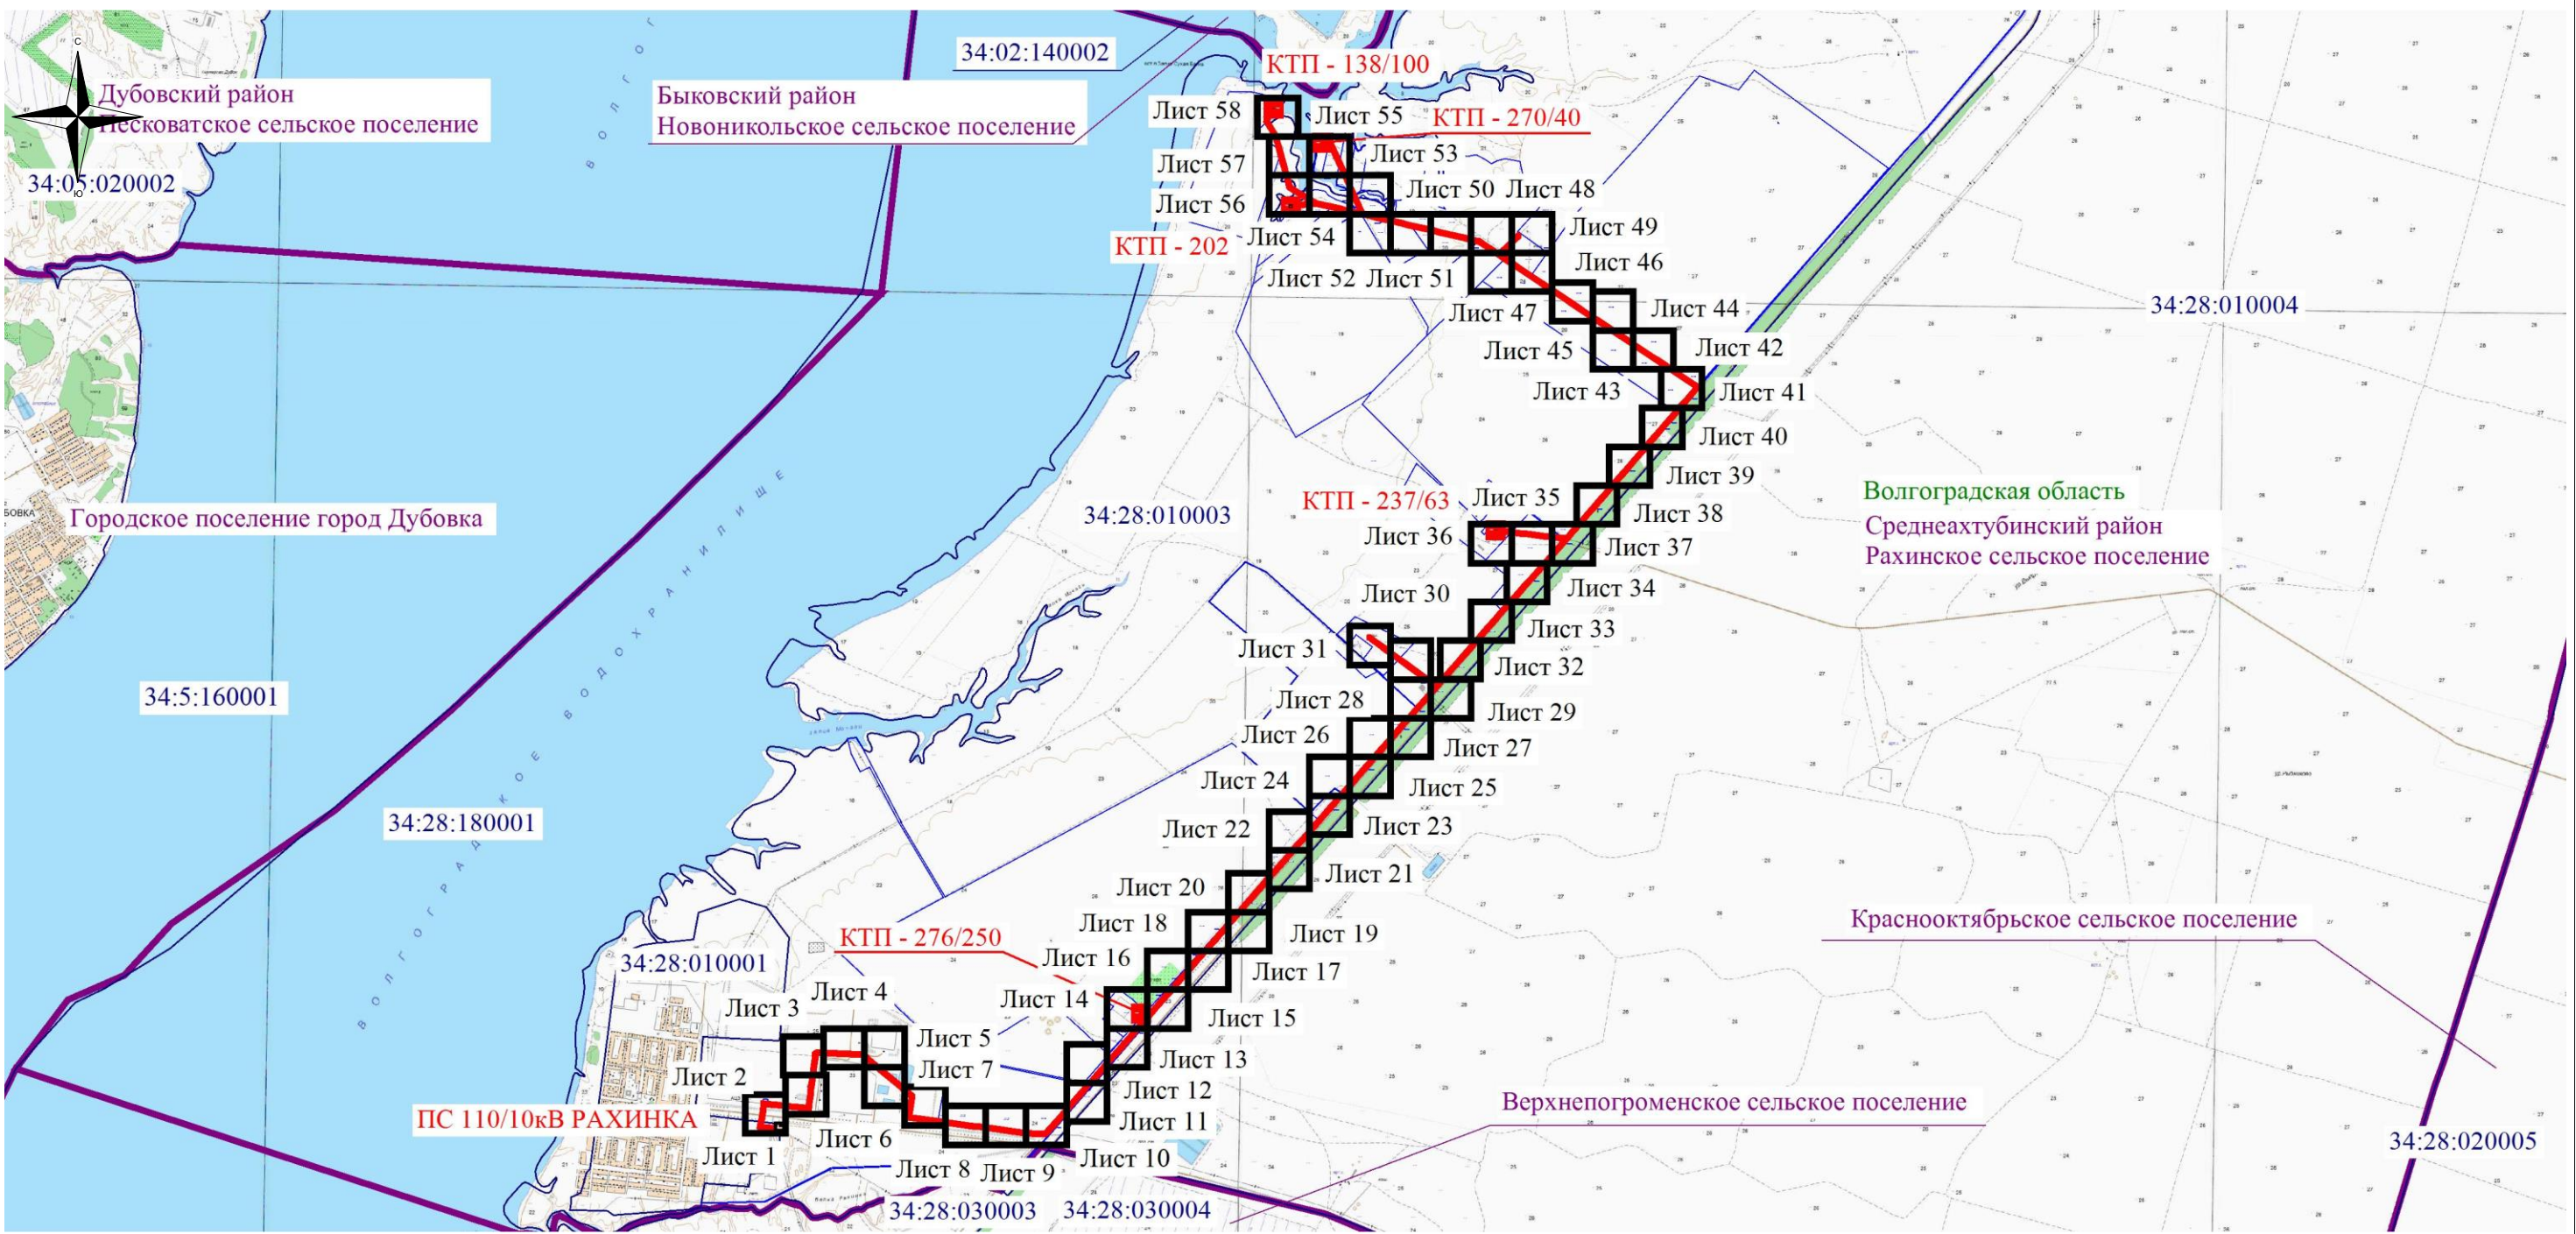 С
Ю
34:02:140002
КТП - 138/100
Дубовский район
Песковатское сельское поселение
Быковский район
Новоникольское сельское поселение
34:05:020002
Лист 58
Лист 55
КТП - 270/40
Лист 57
Лист 53
Лист 56
Лист 50
Лист 48
КТП - 202
Лист 54
Лист 49
Лист 52
Лист 51
Лист 46
Лист 47
Лист 44
34:28:010004
Лист 45
Лист 42
Лист 43
Лист 41
Лист 40
Лист 39
КТП - 237/63
Лист 35
Волгоградская область
Среднеахтубинский район
Рахинское сельское поселение
34:28:010003
Лист 38
Городское поселение город Дубовка
БОВКА
Лист 36
Лист 37
Лист 34
Лист 30
Лист 33
Лист 31
Лист 32
34:5:160001
Лист 28
Лист 29
Лист 26
Лист 27
Лист 24
Лист 25
34:28:180001
Лист 22
Лист 23
Лист 21
Лист 20
Лист 18
Лист 19
КТП - 276/250
Краснооктябрьское сельское поселение
34:28:010001
Лист 16
Лист 17
Лист 3
Лист 4
Лист 14
Лист 15
Лист 5
Лист 13
Лист 2
Лист 7
Лист 12
ПС 110/10кВ РАХИНКА
Лист 11
Верхнепогроменское сельское поселение
Лист 1
Лист 6
Лист 8
Лист 9
Лист 10
34:28:020005
34:28:030003
34:28:030004
ВОЛГОГРАДСКОЕ ВОДОХРАНИЛИЩЕ